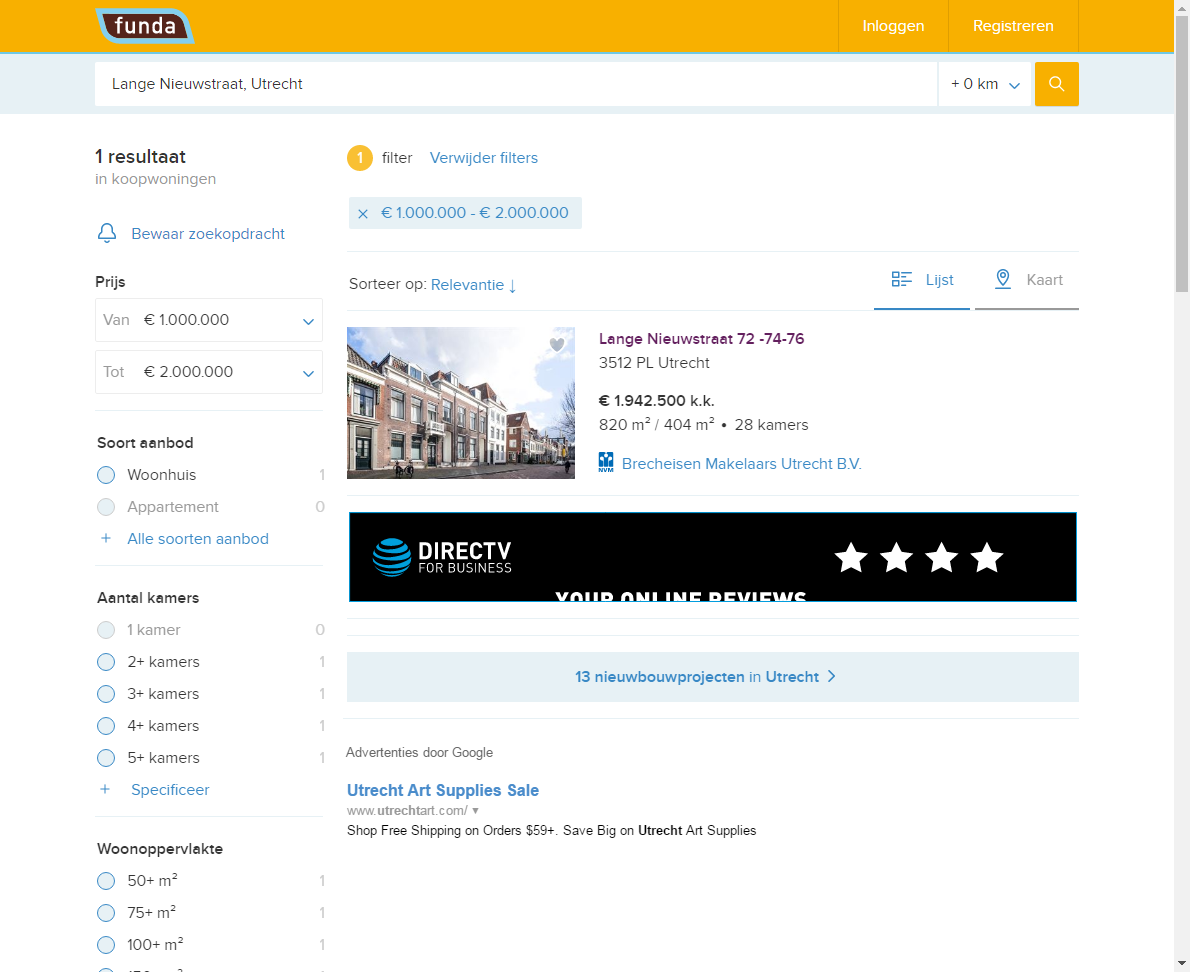 funda
Inloggen
Registreren
Lange Nieuwstraat, Utrecht
+ 0 km
1 resultaat
in koopwoningen
Bewaar zoekopdracht
Prijs
Van € 1.000.000
Tot € 2.000.000
Soort aanbod
Woonhuis 1
Appartement 0
+ Alle soorten aanbod
Aantal kamers
1 kamer 0
2+ kamers 1
3+ kamers 1
4+ kamers 1
5+ kamers 1
+ Specificeer
Woonoppervlakte
50+ m² 1
75+ m² 1
100+ m² 1
1 filter Verwijder filters
× € 1.000.000 - € 2.000.000
Sorteer op: Relevantie ↓
Lijst
Kaart
Lange Nieuwstraat 72 -74-76
3512 PL Utrecht
€ 1.942.500 k.k.
820 m² / 404 m² • 28 kamers
NVM Brecheisen Makelaars Utrecht B.V.
DIRECTV
FOR BUSINESS
YOUR ONLINE REVIEWS
13 nieuwbouwprojecten in Utrecht >
Advertenties door Google
Utrecht Art Supplies Sale
www.utrechtart.com/ ▼
Shop Free Shipping on Orders $59+. Save Big on Utrecht Art Supplies